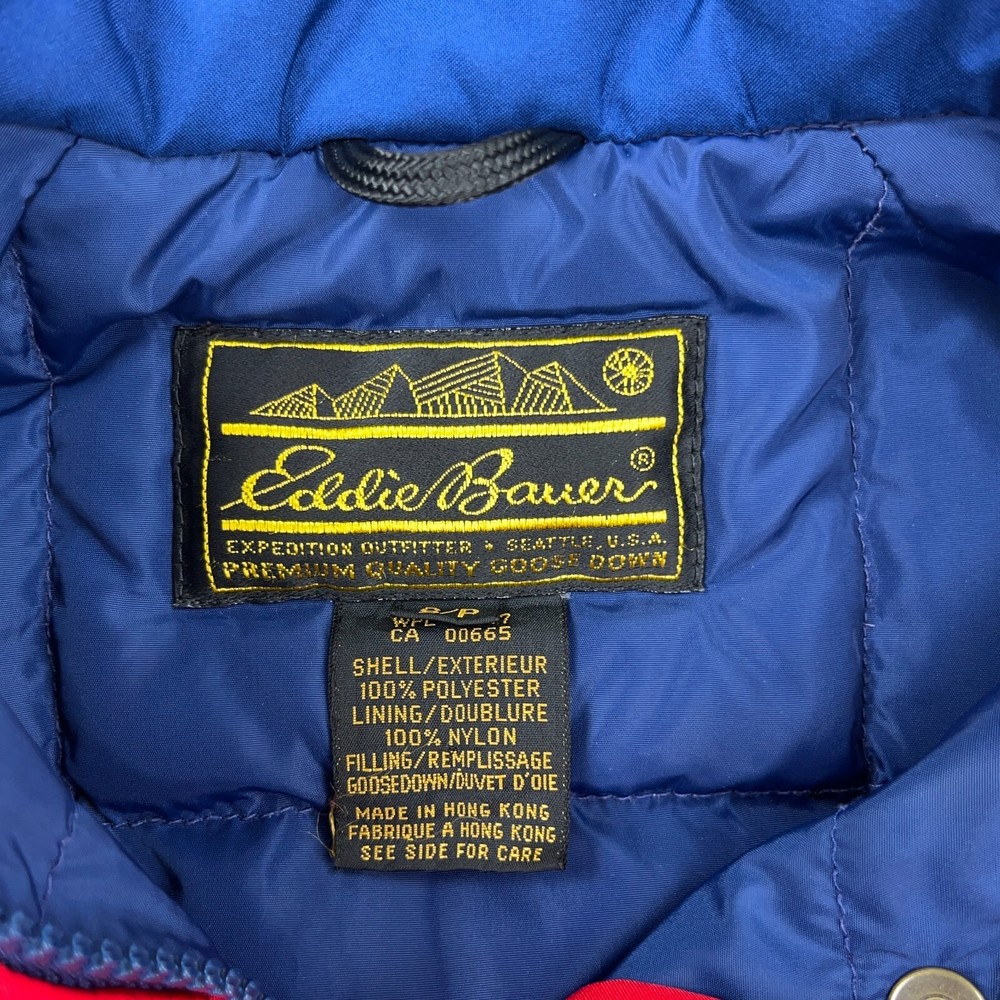 Eddie Bauer ®
EXPEDITION OUTFITTER SEATTLE, U.S.A.
PREMIUM QUALITY GOOSE DOWN
CA 00665
SHELL/EXTERIEUR
100% POLYESTER
LINING/DOUBLURE
100% NYLON
FILLING/REMPLISSAGE
GOOSEDOWN/DUVET D'OIE
MADE IN HONG KONG
FABRIQUE A HONG KONG
SEE SIDE FOR CARE